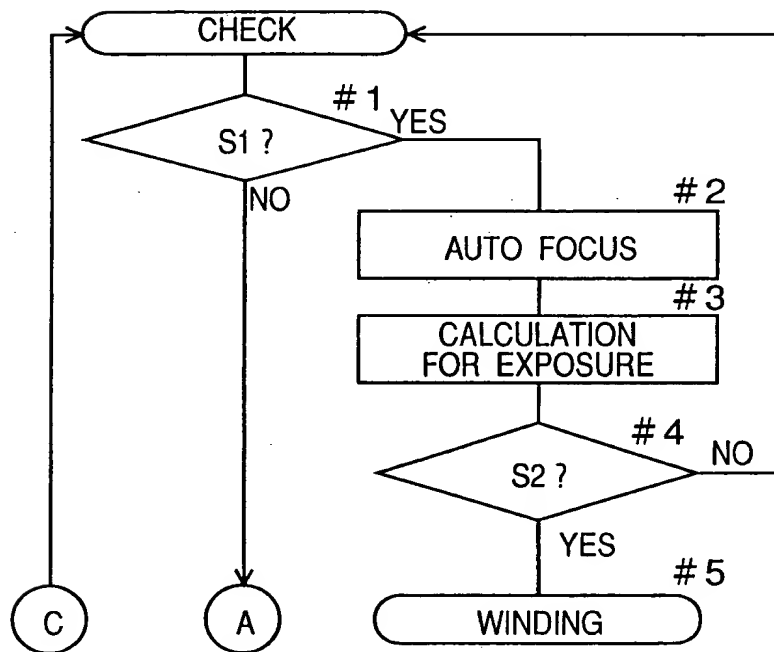 CHECK
# 1
S1 ?
YES
NO
# 2
AUTO FOCUS
# 3
CALCULATION
FOR EXPOSURE
# 4
S2 ?
NO
YES
# 5
C
A
WINDING